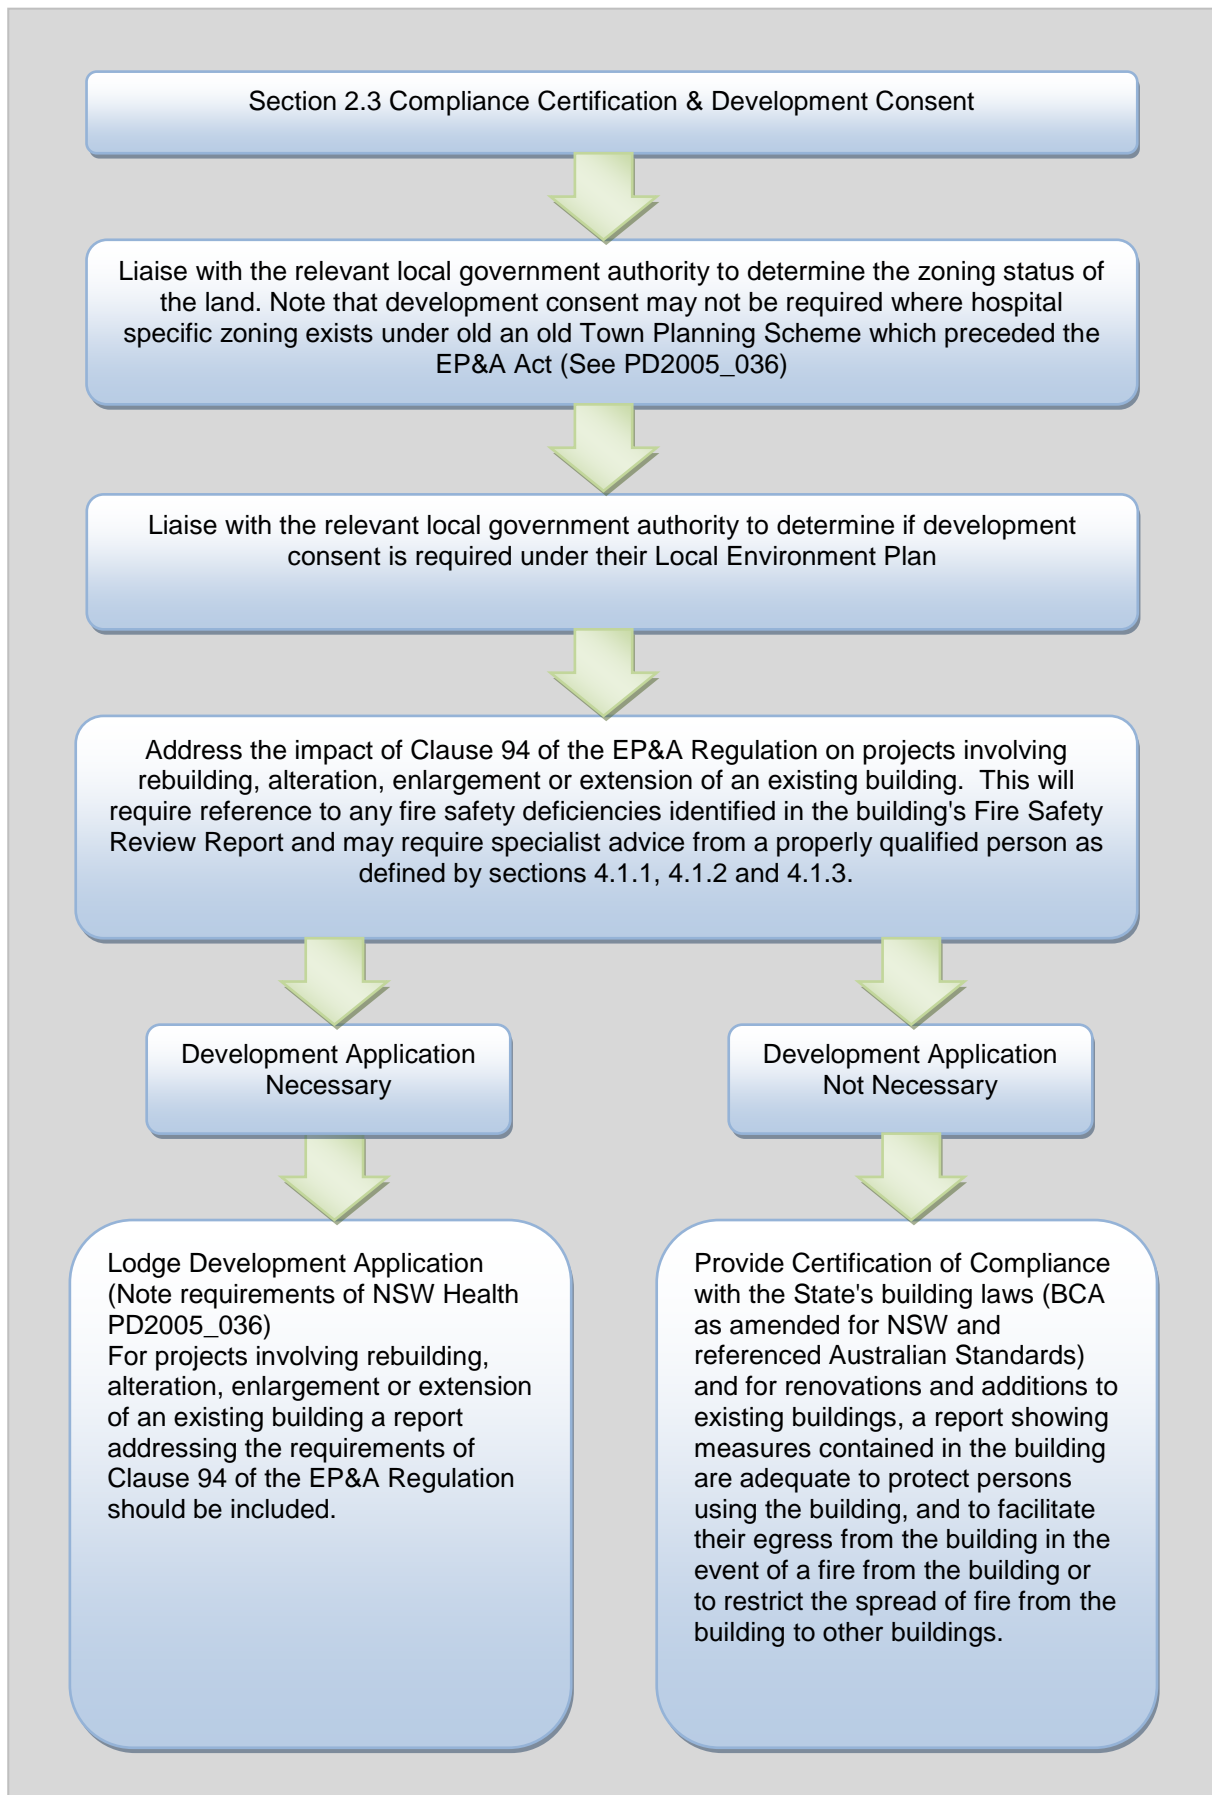 Section 2.3 Compliance Certification & Development Consent
Liaise with the relevant local government authority to determine the zoning status of
the land. Note that development consent may not be required where hospital
specific zoning exists under old an old Town Planning Scheme which preceded the
EP&A Act (See PD2005_036)
Liaise with the relevant local government authority to determine if development
consent is required under their Local Environment Plan
Address the impact of Clause 94 of the EP&A Regulation on projects involving
rebuilding, alteration, enlargement or extension of an existing building.  This will
require reference to any fire safety deficiencies identified in the building's Fire Safety
Review Report and may require specialist advice from a properly qualified person as
defined by sections 4.1.1, 4.1.2 and 4.1.3.
Development Application
Necessary
Development Application
Not Necessary
Lodge Development Application
(Note requirements of NSW Health
PD2005_036)
For projects involving rebuilding,
alteration, enlargement or extension
of an existing building a report
addressing the requirements of
Clause 94 of the EP&A Regulation
should be included.
Provide Certification of Compliance
with the State's building laws (BCA
as amended for NSW and
referenced Australian Standards)
and for renovations and additions to
existing buildings, a report showing
measures contained in the building
are adequate to protect persons
using the building, and to facilitate
their egress from the building in the
event of a fire from the building or
to restrict the spread of fire from the
building to other buildings.